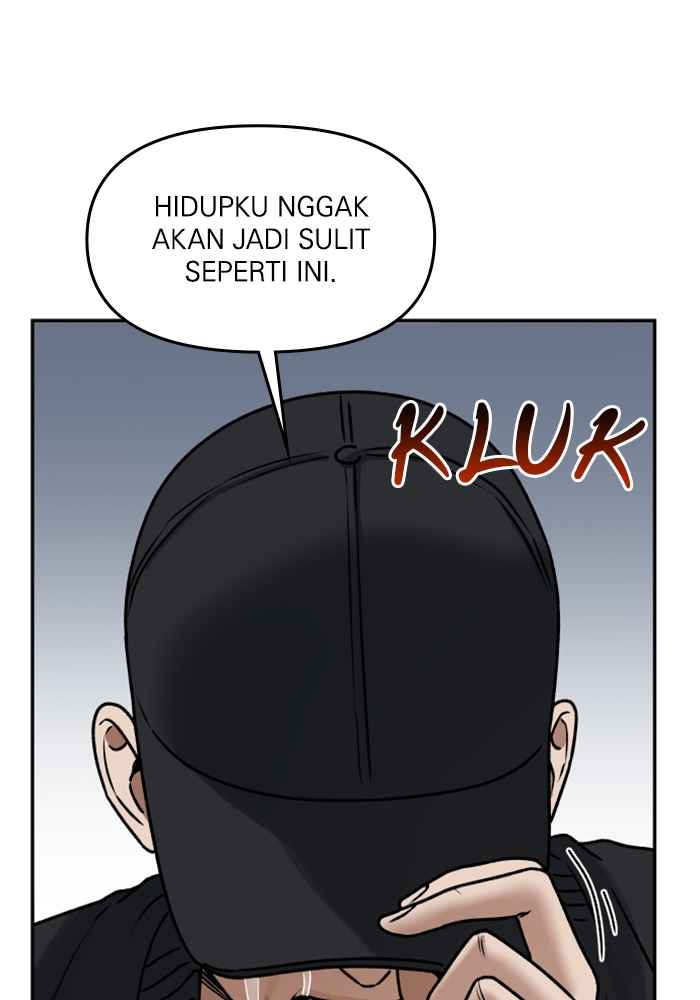 HIDUPKU NGGAK
AKAN JADI SULIT
SEPERTI INI.
KLUK